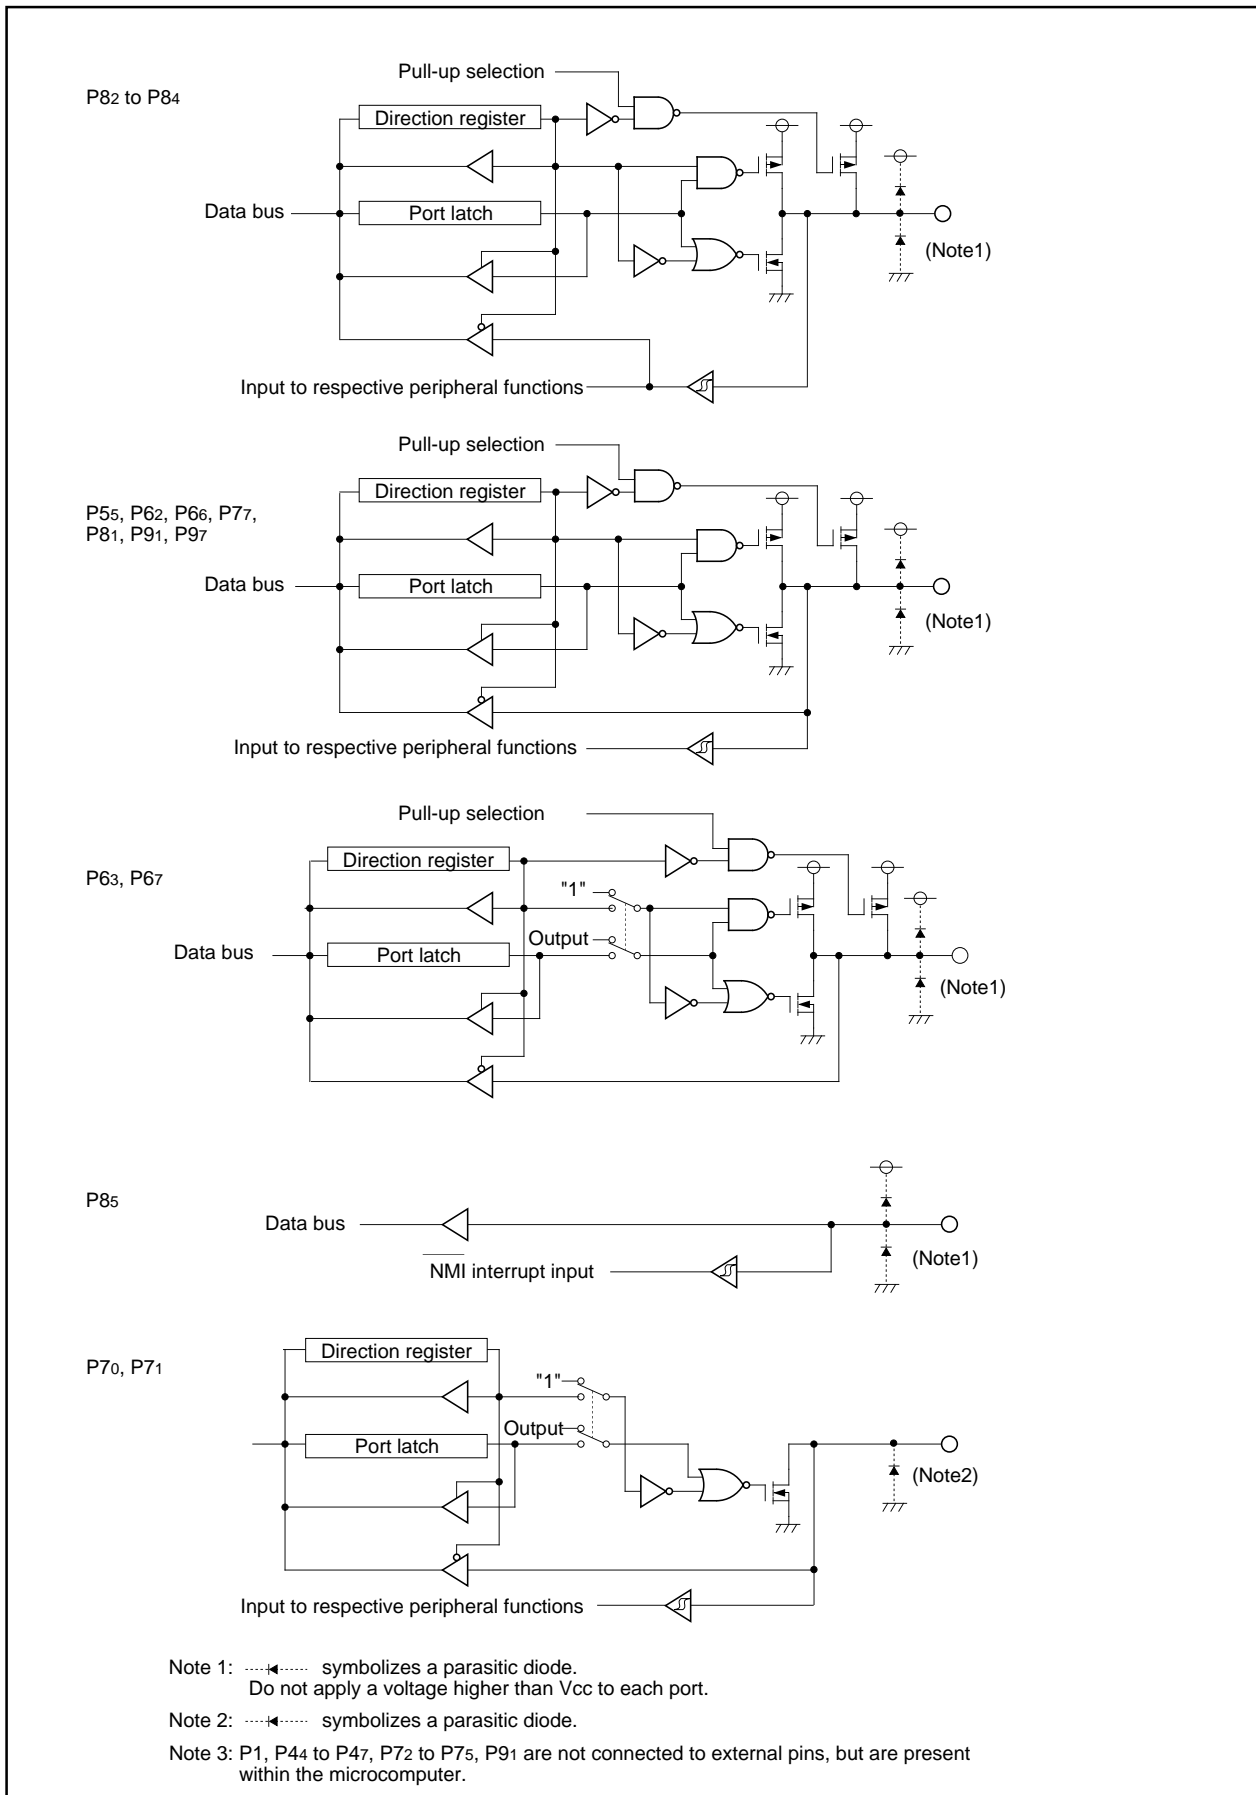 Pull-up selection
P82 to P84
Direction register
Data bus
Port latch
(Note1)
Input to respective peripheral functions
Pull-up selection
Direction register
P55, P62, P66, P77,
P81, P91, P97
Data bus
Port latch
(Note1)
Input to respective peripheral functions
Pull-up selection
Direction register
P63, P67
"1"
Output
Data bus
Port latch
(Note1)
P85
Data bus
(Note1)
NMI interrupt input
Direction register
P70, P71
"1"
Output
Port latch
(Note2)
Input to respective peripheral functions
Note 1: symbolizes a parasitic diode.
Do not apply a voltage higher than Vcc to each port.
Note 2: symbolizes a parasitic diode.
Note 3: P1, P44 to P47, P72 to P75, P91 are not connected to external pins, but are present
within the microcomputer.